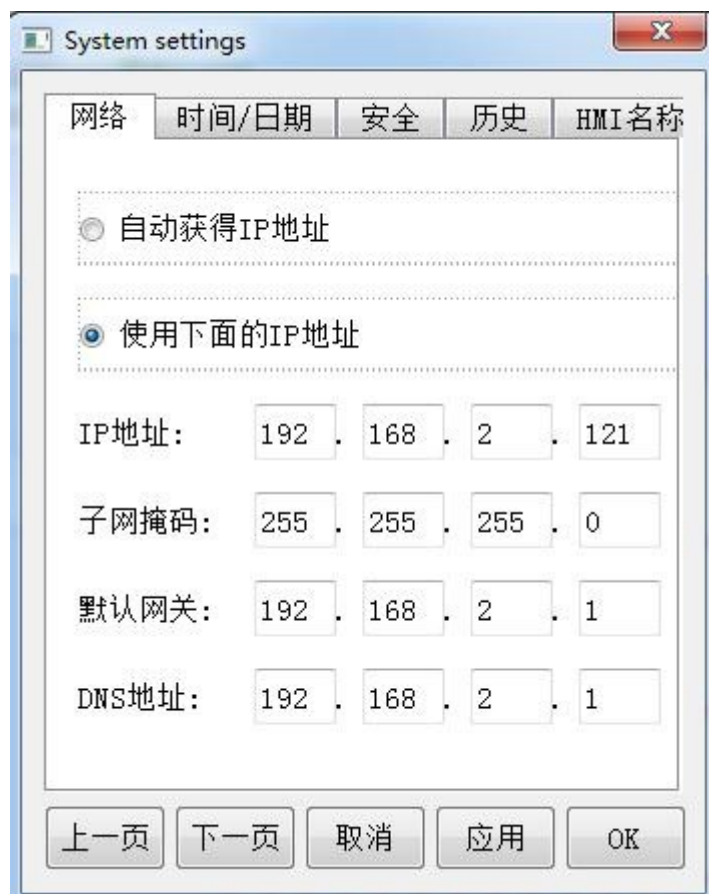 System settings
网络 时间/日期 安全 历史 HMI名称
自动获得IP地址
使用下面的IP地址
IP地址: 192 . 168 . 2 . 121
子网掩码: 255 . 255 . 255 . 0
默认网关: 192 . 168 . 2 . 1
DNS地址: 192 . 168 . 2 . 1
上一页 下一页 取消 应用 OK